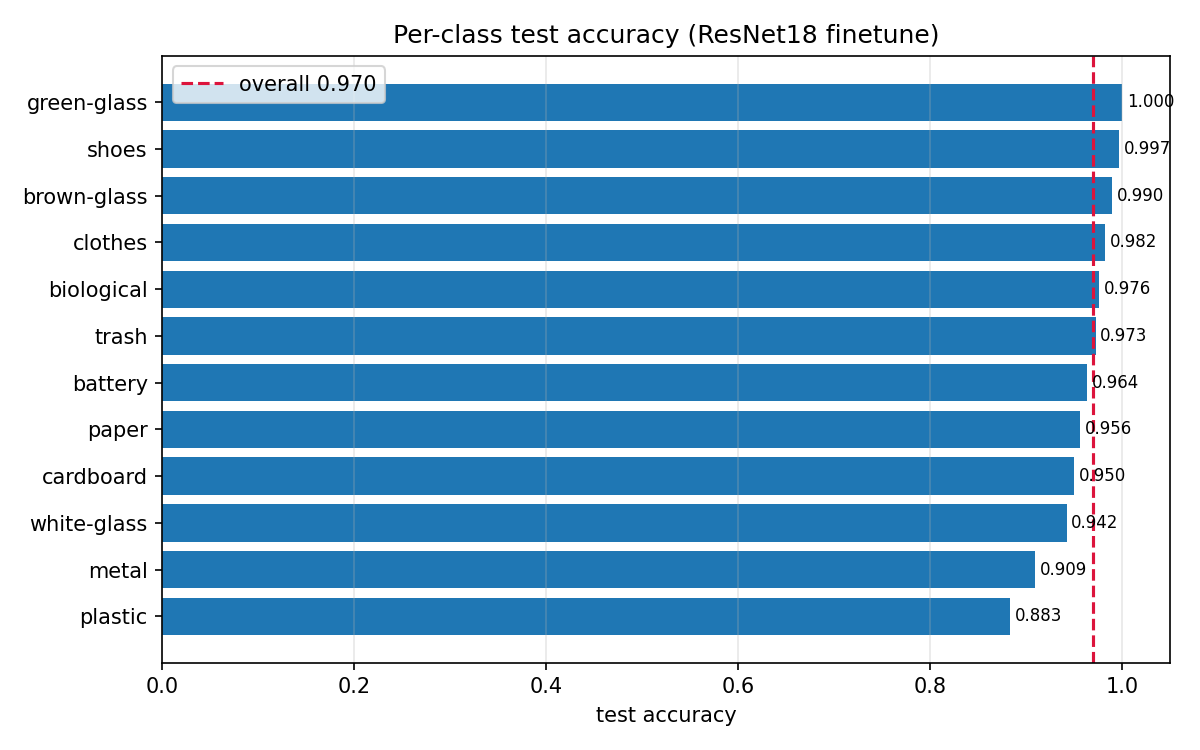 Per-class test accuracy (ResNet18 finetune)
overall 0.970
green-glass 1.000
shoes 0.997
brown-glass 0.990
clothes 0.982
biological 0.976
trash 0.973
battery 0.964
paper 0.956
cardboard 0.950
white-glass 0.942
metal 0.909
plastic 0.883
0.0 0.2 0.4 0.6 0.8 1.0
test accuracy